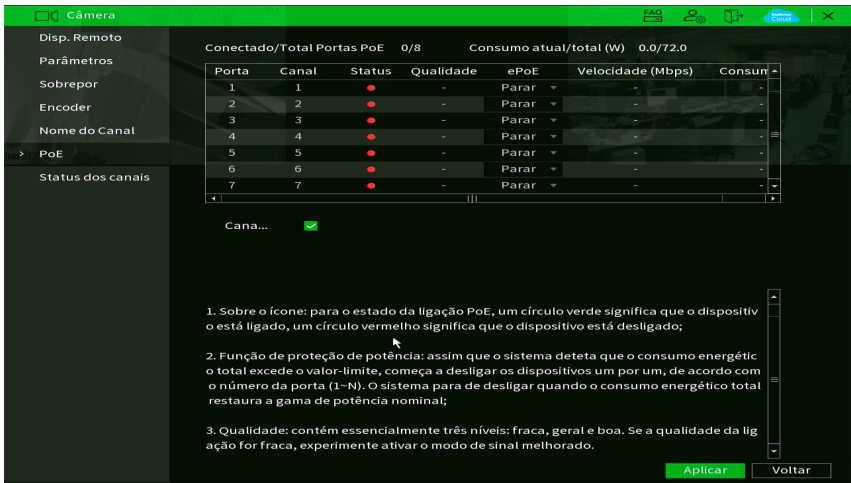 Câmera
FAQ
Cloud
Disp. Remoto
Parâmetros
Sobrepor
Encoder
Nome do Canal
> PoE
Status dos canais
Conectado/Total Portas PoE 0/8 Consumo atual/total (W) 0.0/72.0
Porta Canal Status Qualidade ePoE Velocidade (Mbps) Consum
1 1 - Parar - -
2 2 - Parar - -
3 3 - Parar - -
4 4 - Parar - -
5 5 - Parar - -
6 6 - Parar - -
7 7 - Parar - -
Cana...
1. Sobre o ícone: para o estado da ligação PoE, um círculo verde significa que o dispositiv
o está ligado, um círculo vermelho significa que o dispositivo está desligado;
2. Função de proteção de potência: assim que o sistema deteta que o consumo energétic
o total excede o valor-limite, começa a desligar os dispositivos um por um, de acordo com
o número da porta (1~N). O sistema para de desligar quando o consumo energético total
restaura a gama de potência nominal;
3. Qualidade: contém essencialmente três níveis: fraca, geral e boa. Se a qualidade da lig
ação for fraca, experimente ativar o modo de sinal melhorado.
Aplicar Voltar